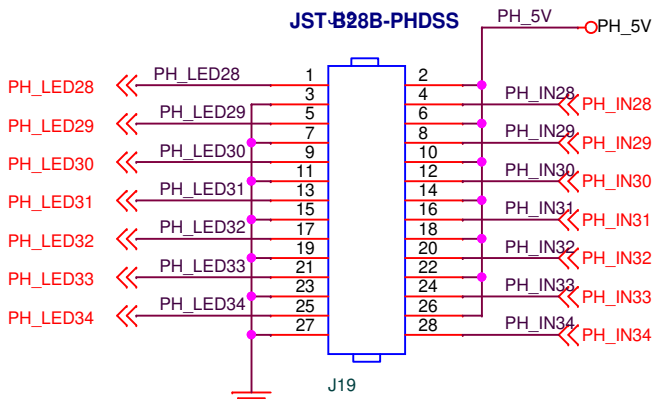 JST B28B-PHDSS
J19
PH_5V
PH_5V
PH_LED28
PH_LED28
1
2
3
4
PH_IN28
PH_IN28
PH_LED29
PH_LED29
5
6
7
8
PH_IN29
PH_IN29
PH_LED30
PH_LED30
9
10
11
12
PH_IN30
PH_IN30
PH_LED31
PH_LED31
13
14
15
16
PH_IN31
PH_IN31
PH_LED32
PH_LED32
17
18
19
20
PH_IN32
PH_IN32
PH_LED33
PH_LED33
21
22
23
24
PH_IN33
PH_IN33
PH_LED34
PH_LED34
25
26
27
28
PH_IN34
PH_IN34
J19